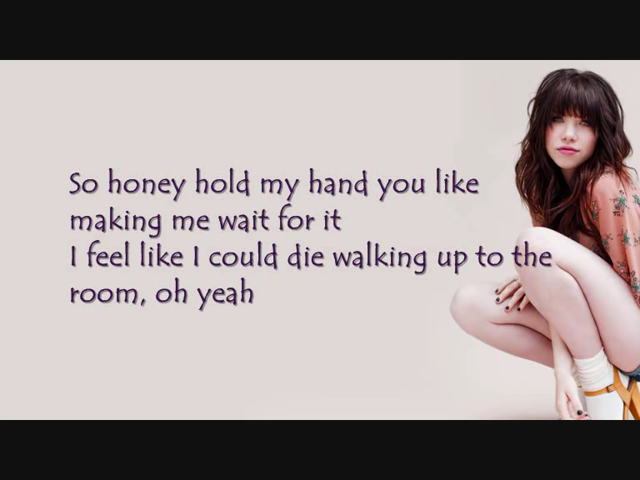 So honey hold my hand you like
making me wait for it
I feel like I could die walking up to the
room, oh yeah